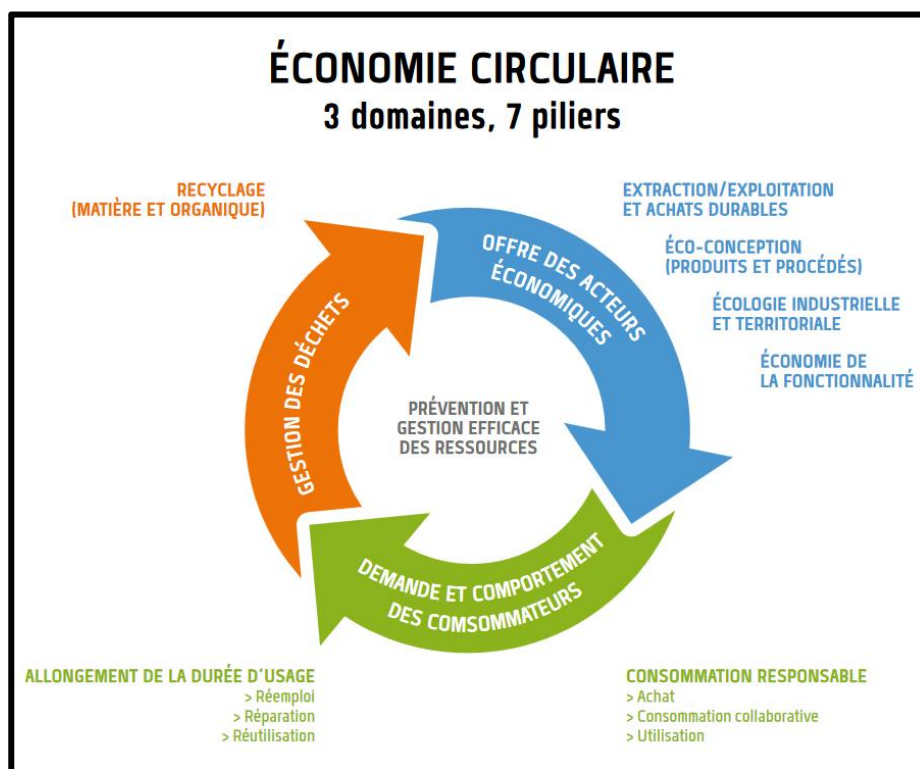 ÉCONOMIE CIRCULAIRE
3 domaines, 7 piliers
RECYCLAGE
(MATIÈRE ET ORGANIQUE)
EXTRACTION/EXPLOITATION
ET ACHATS DURABLES
ÉCO-CONCEPTION
(PRODUITS ET PROCÉDÉS)
ÉCOLOGIE INDUSTRIELLE
ET TERRITORIALE
ÉCONOMIE DE
LA FONCTIONNALITÉ
OFFRE DES ACTEURS
ÉCONOMIQUES
GESTION DES DÉCHETS
PRÉVENTION ET
GESTION EFFICACE
DES RESSOURCES
DEMANDE ET COMPORTEMENT
DES COMSOMMATEURS
ALLONGEMENT DE LA DURÉE D'USAGE
> Réemploi
> Réparation
> Réutilisation
CONSOMMATION RESPONSABLE
> Achat
> Consommation collaborative
> Utilisation